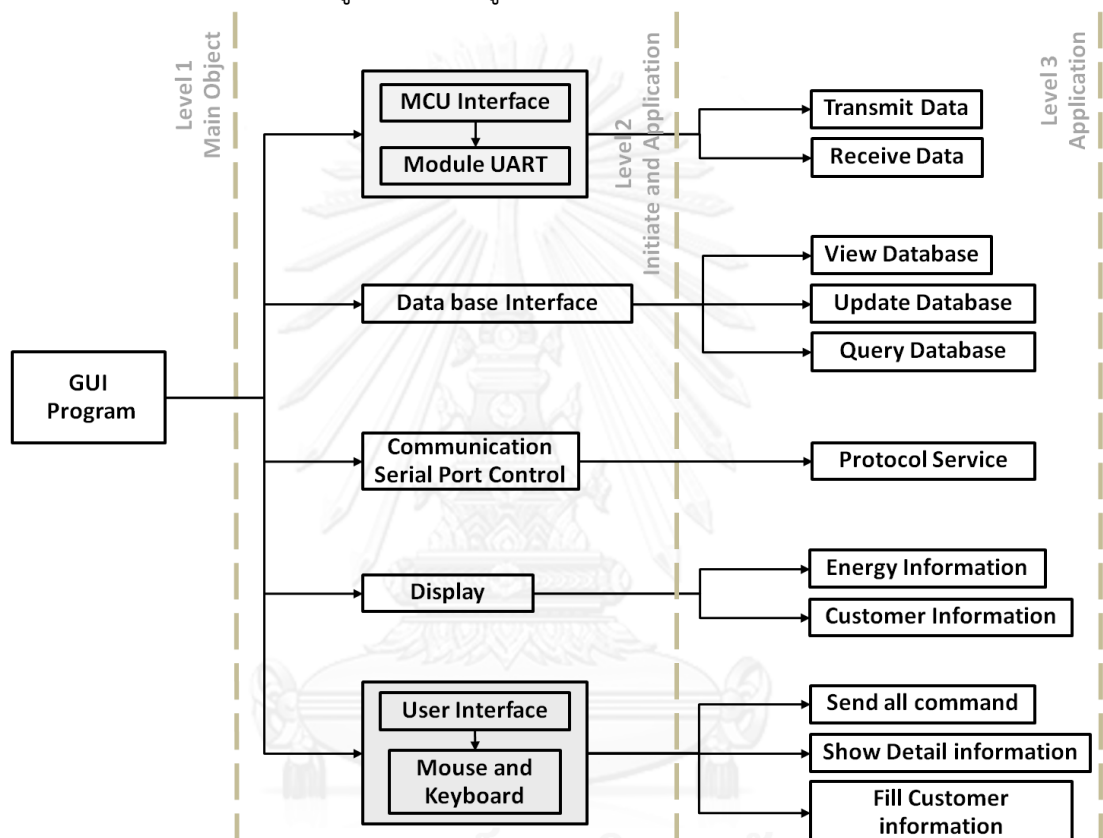 Level 1
Main Object
Level 2
Initiate and Application
Level 3
Application
GUI
Program
MCU Interface
Module UART
Transmit Data
Receive Data
Data base Interface
View Database
Update Database
Query Database
Communication
Serial Port Control
Protocol Service
Display
Energy Information
Customer Information
User Interface
Mouse and
Keyboard
Send all command
Show Detail information
Fill Customer
information